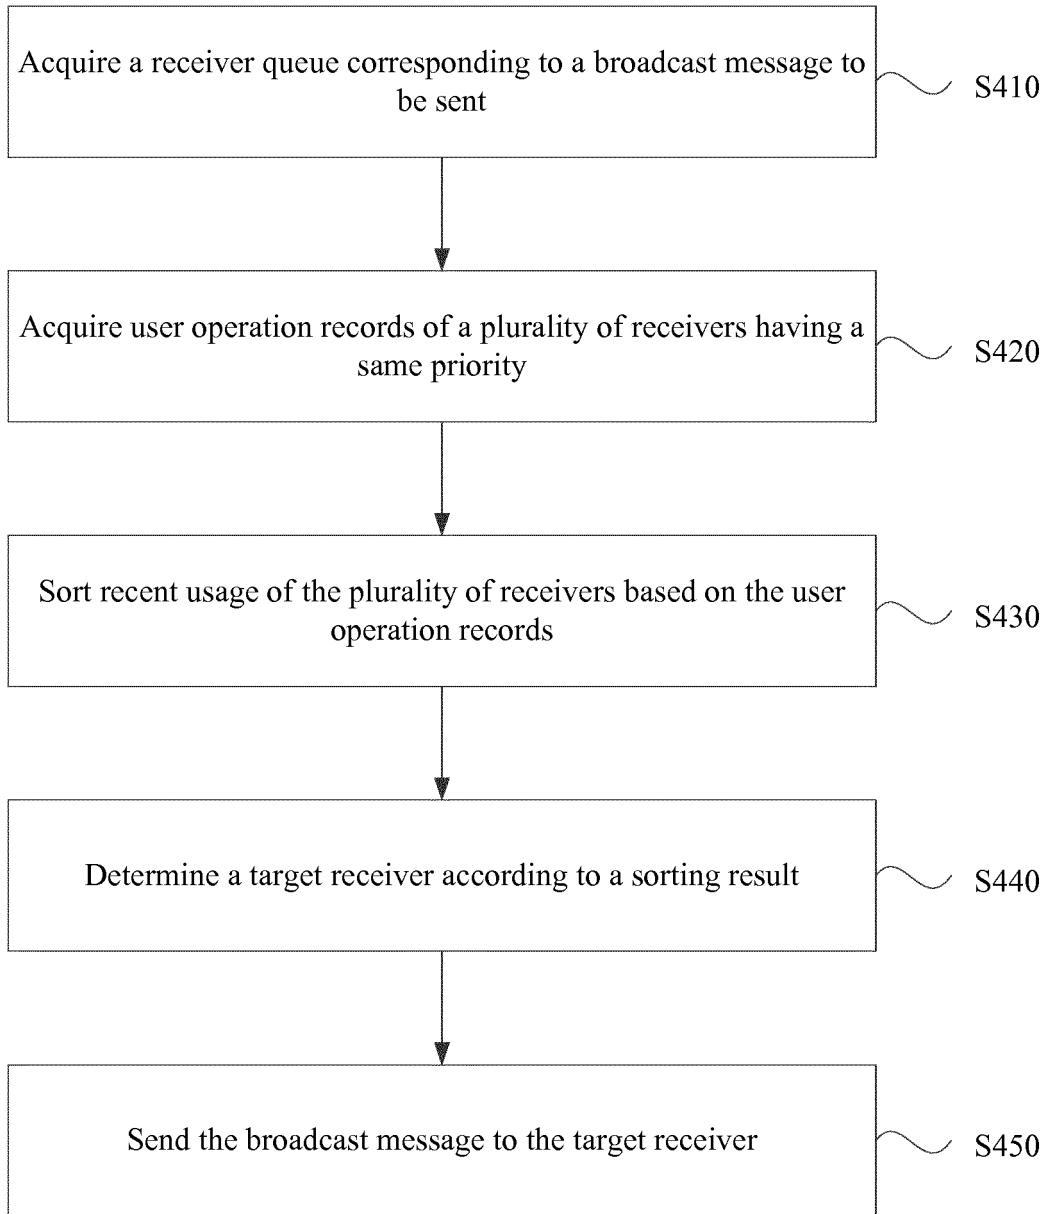 Acquire a receiver queue corresponding to a broadcast message to
be sent
S410
Acquire user operation records of a plurality of receivers having a
same priority
S420
Sort recent usage of the plurality of receivers based on the user
operation records
S430
Determine a target receiver according to a sorting result
S440
Send the broadcast message to the target receiver
S450